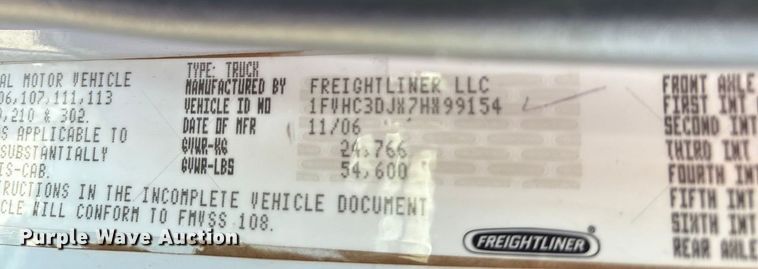 TYPE: TRUCK
AL MOTOR VEHICLE
MANUFACTURED BY FREIGHTLINER LLC
06,107,111,113
VEHICLE ID NO 1FVHC3DJX7HX99154
,210 & 302.
DATE OF MFR 11/06
S APPLICABLE TO
GVWR-KG 24,766
SUBSTANTIALLY
GVWR-LBS 54,600
IS-CAB.
RUCTIONS IN THE INCOMPLETE VEHICLE DOCUMENT
CLE WILL CONFORM TO FMVSS 108.
FRONT AXLE
FIRST INT
SECOND INT
THIRD INT
FOURTH INT
FIFTH INT
SIXTH INT
REAR AXLE
FREIGHTLINER
Purple Wave Auction